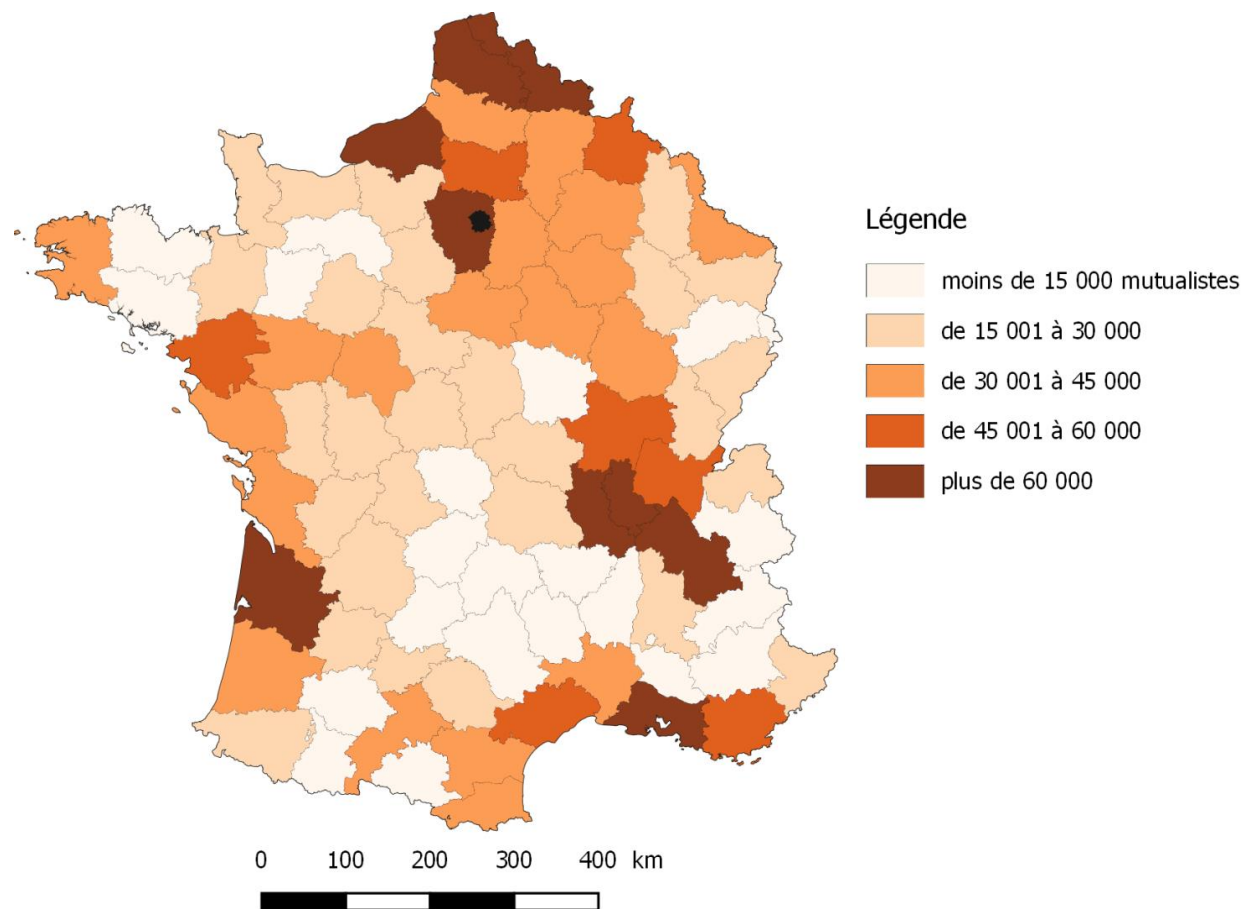 Légende
moins de 15 000 mutualistes
de 15 001 à 30 000
de 30 001 à 45 000
de 45 001 à 60 000
plus de 60 000
0 100 200 300 400 km